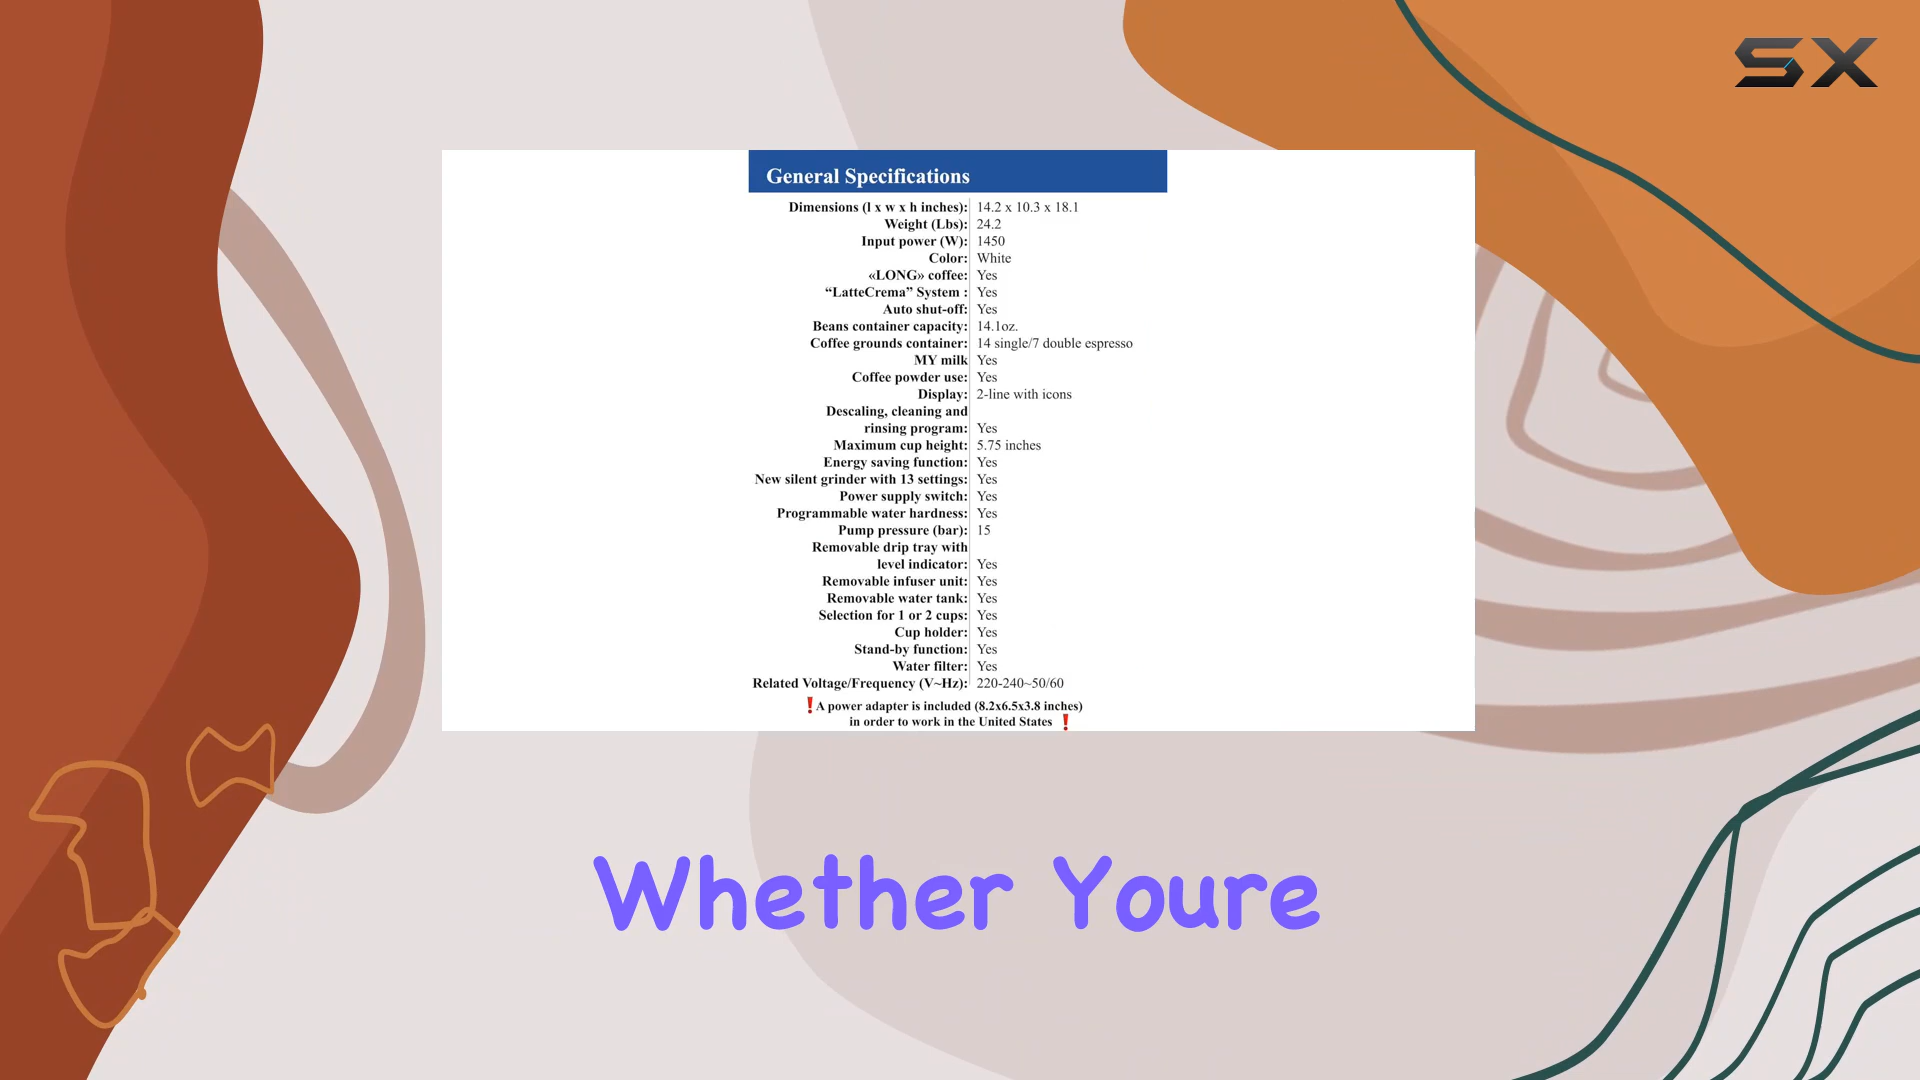 SX
General Specifications
Dimensions (l x w x h inches): 14.2 x 10.3 x 18.1
Weight (Lbs): 24.2
Input power (W): 1450
Color: White
«LONG» coffee: Yes
“LatteCrema” System : Yes
Auto shut-off: Yes
Beans container capacity: 14.1oz.
Coffee grounds container: 14 single/7 double espresso
MY milk Yes
Coffee powder use: Yes
Display: 2-line with icons
Descaling, cleaning and
rinsing program: Yes
Maximum cup height: 5.75 inches
Energy saving function: Yes
New silent grinder with 13 settings: Yes
Power supply switch: Yes
Programmable water hardness: Yes
Pump pressure (bar): 15
Removable drip tray with
level indicator: Yes
Removable infuser unit: Yes
Removable water tank: Yes
Selection for 1 or 2 cups: Yes
Cup holder: Yes
Stand-by function: Yes
Water filter: Yes
Related Voltage/Frequency (V~Hz): 220-240~50/60
❗A power adapter is included (8.2x6.5x3.8 inches)
in order to work in the United States ❗
Whether Youre